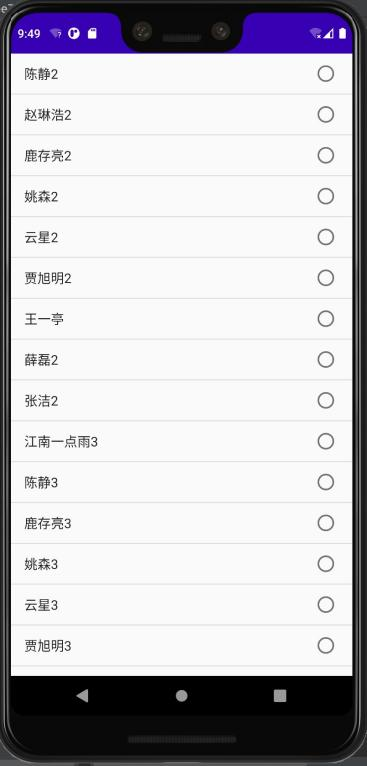 9:49
陈静2
赵琳浩2
鹿存亮2
姚森2
云星2
贾旭明2
王一亭
薛磊2
张洁2
江南一点雨3
陈静3
鹿存亮3
姚森3
云星3
贾旭明3